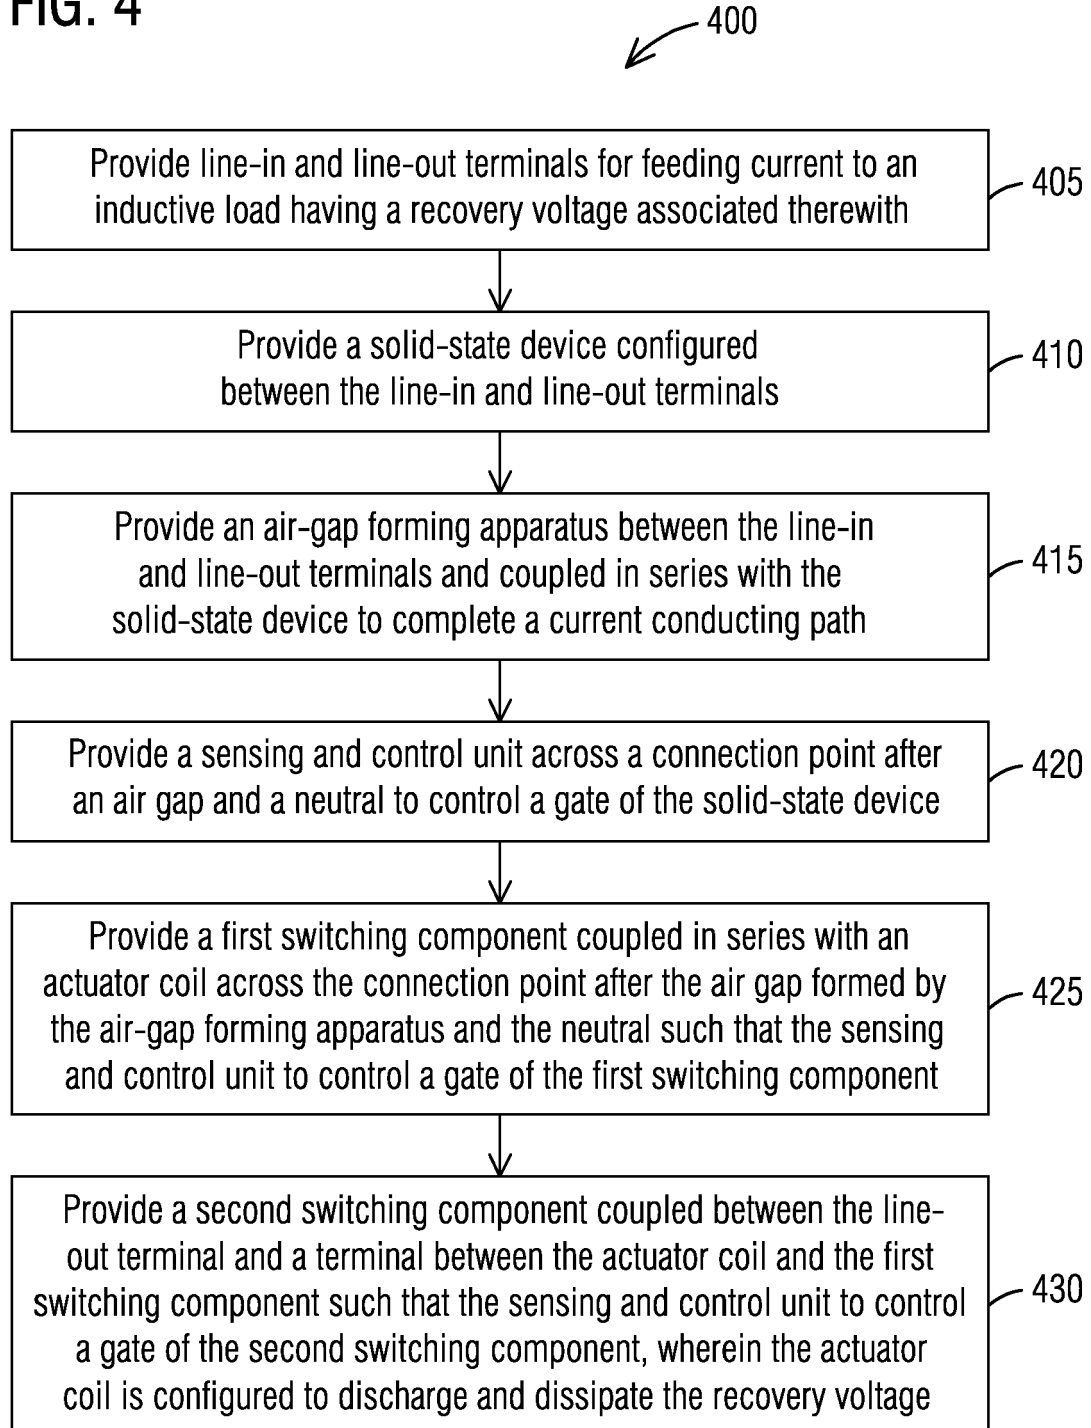 FIG. 4
400
Provide line-in and line-out terminals for feeding current to an
inductive load having a recovery voltage associated therewith
405
Provide a solid-state device configured
between the line-in and line-out terminals
410
Provide an air-gap forming apparatus between the line-in
and line-out terminals and coupled in series with the
solid-state device to complete a current conducting path
415
Provide a sensing and control unit across a connection point after
an air gap and a neutral to control a gate of the solid-state device
420
Provide a first switching component coupled in series with an
actuator coil across the connection point after the air gap formed by
the air-gap forming apparatus and the neutral such that the sensing
and control unit to control a gate of the first switching component
425
Provide a second switching component coupled between the line-
out terminal and a terminal between the actuator coil and the first
switching component such that the sensing and control unit to control
a gate of the second switching component, wherein the actuator
coil is configured to discharge and dissipate the recovery voltage
430